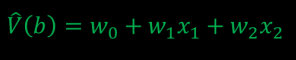 V̂(b) = w₀ + w₁x₁ + w₂x₂